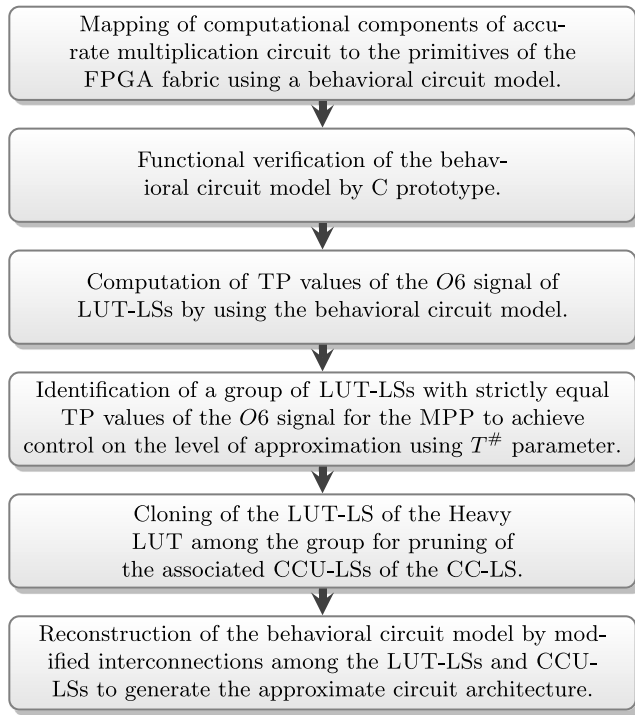 Mapping of computational components of accu-
rate multiplication circuit to the primitives of the
FPGA fabric using a behavioral circuit model.
Functional verification of the behav-
ioral circuit model by C prototype.
Computation of TP values of the O6 signal of
LUT-LSs by using the behavioral circuit model.
Identification of a group of LUT-LSs with strictly equal
TP values of the O6 signal for the MPP to achieve
control on the level of approximation using T# parameter.
Cloning of the LUT-LS of the Heavy
LUT among the group for pruning of
the associated CCU-LSs of the CC-LS.
Reconstruction of the behavioral circuit model by mod-
ified interconnections among the LUT-LSs and CCU-
LSs to generate the approximate circuit architecture.